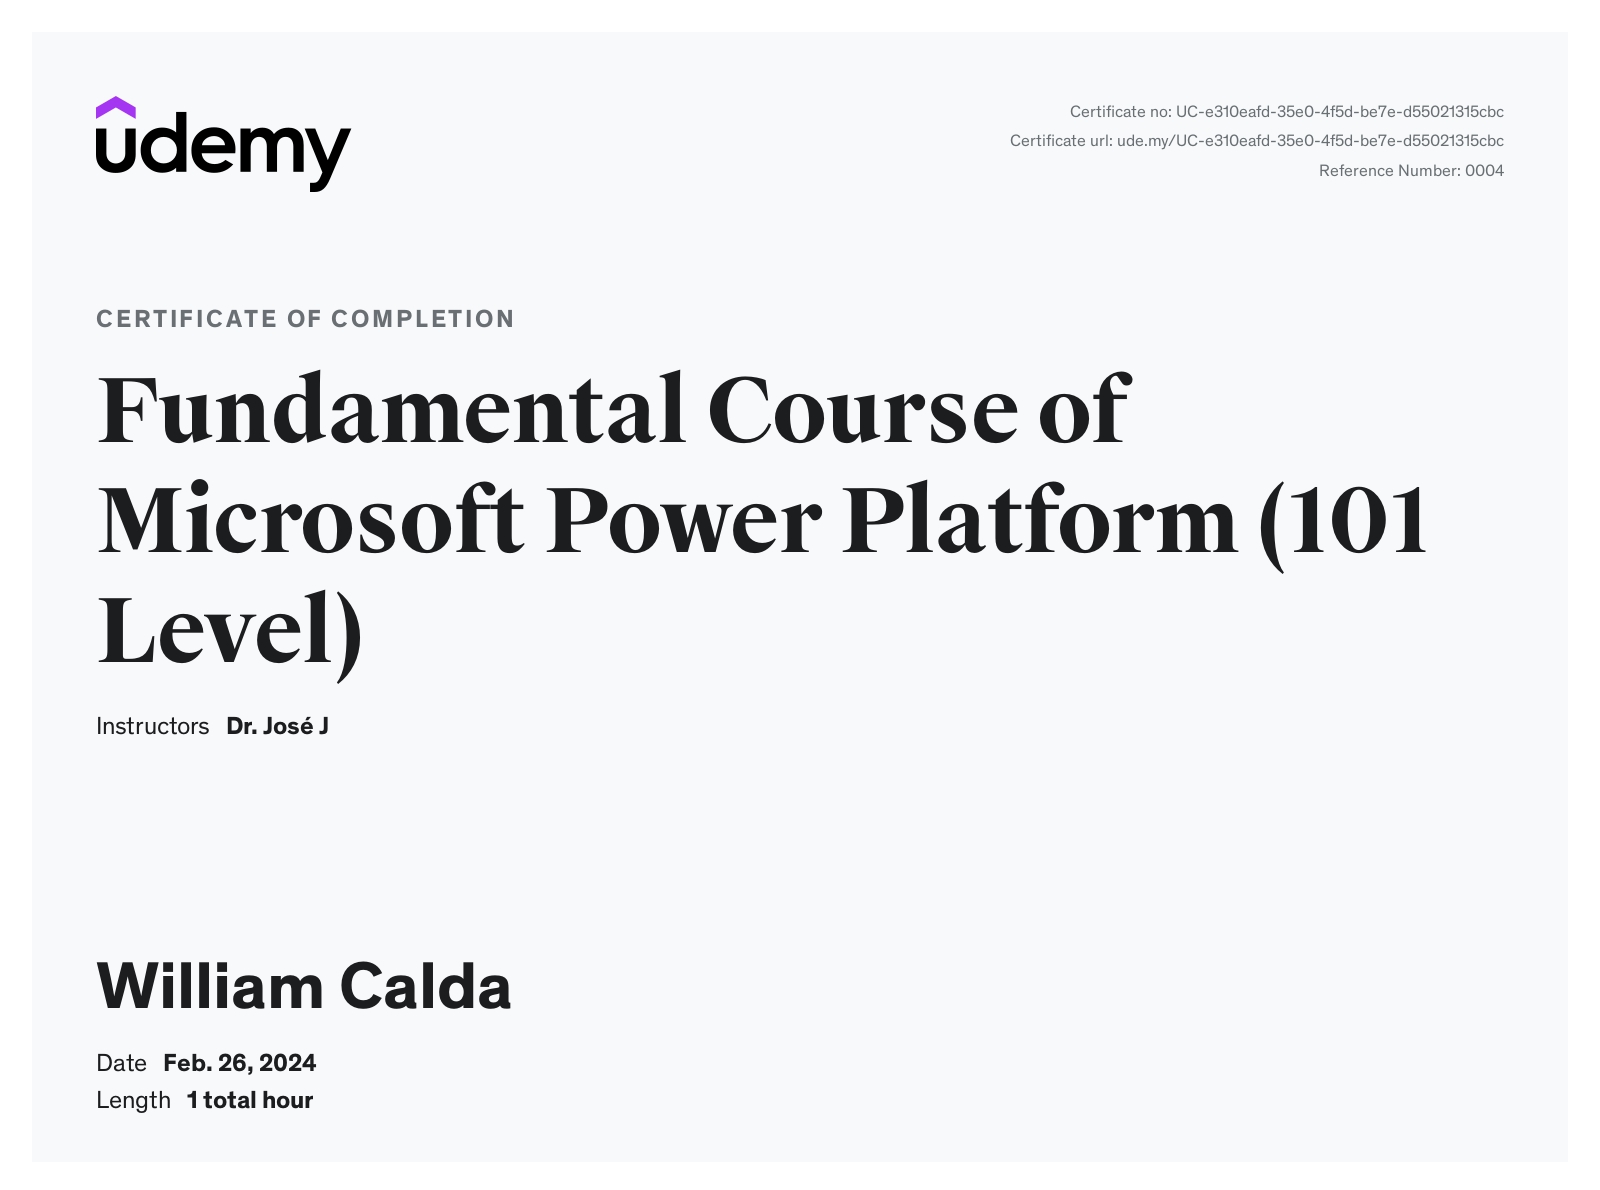 udemy
Certificate no: UC-e310eafd-35e0-4f5d-be7e-d55021315cbc
Certificate url: ude.my/UC-e310eafd-35e0-4f5d-be7e-d55021315cbc
Reference Number: 0004
CERTIFICATE OF COMPLETION
Fundamental Course of
Microsoft Power Platform (101
Level)
Instructors Dr. José J
William Calda
Date Feb. 26, 2024
Length 1 total hour